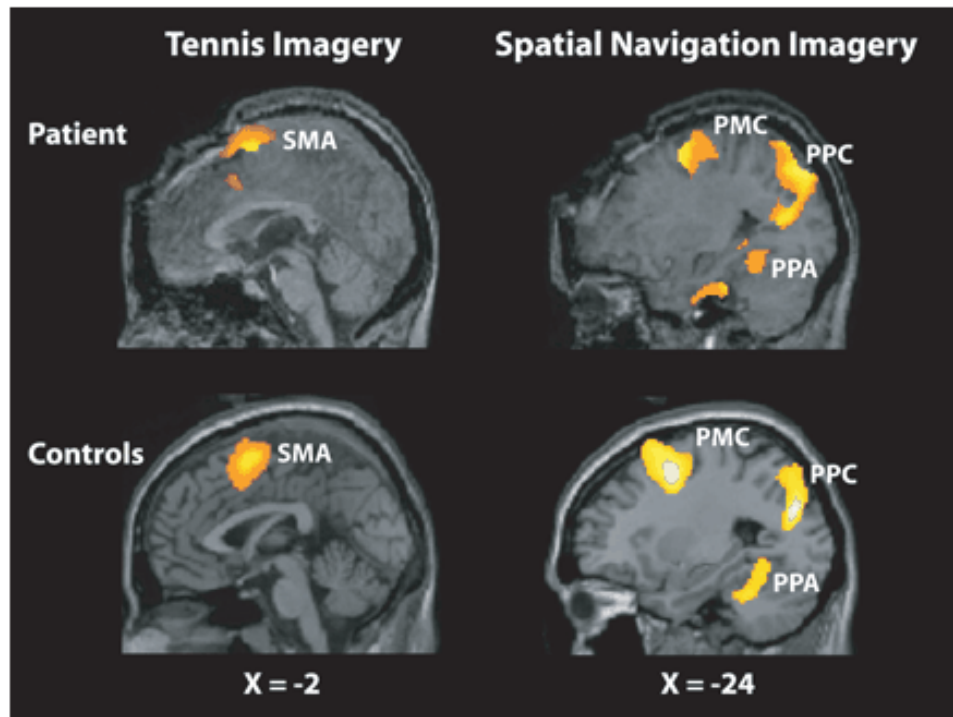 Tennis Imagery
Spatial Navigation Imagery
Patient
SMA
PMC
PPC
PPA
Controls
SMA
PMC
PPC
PPA
X = -2
X = -24